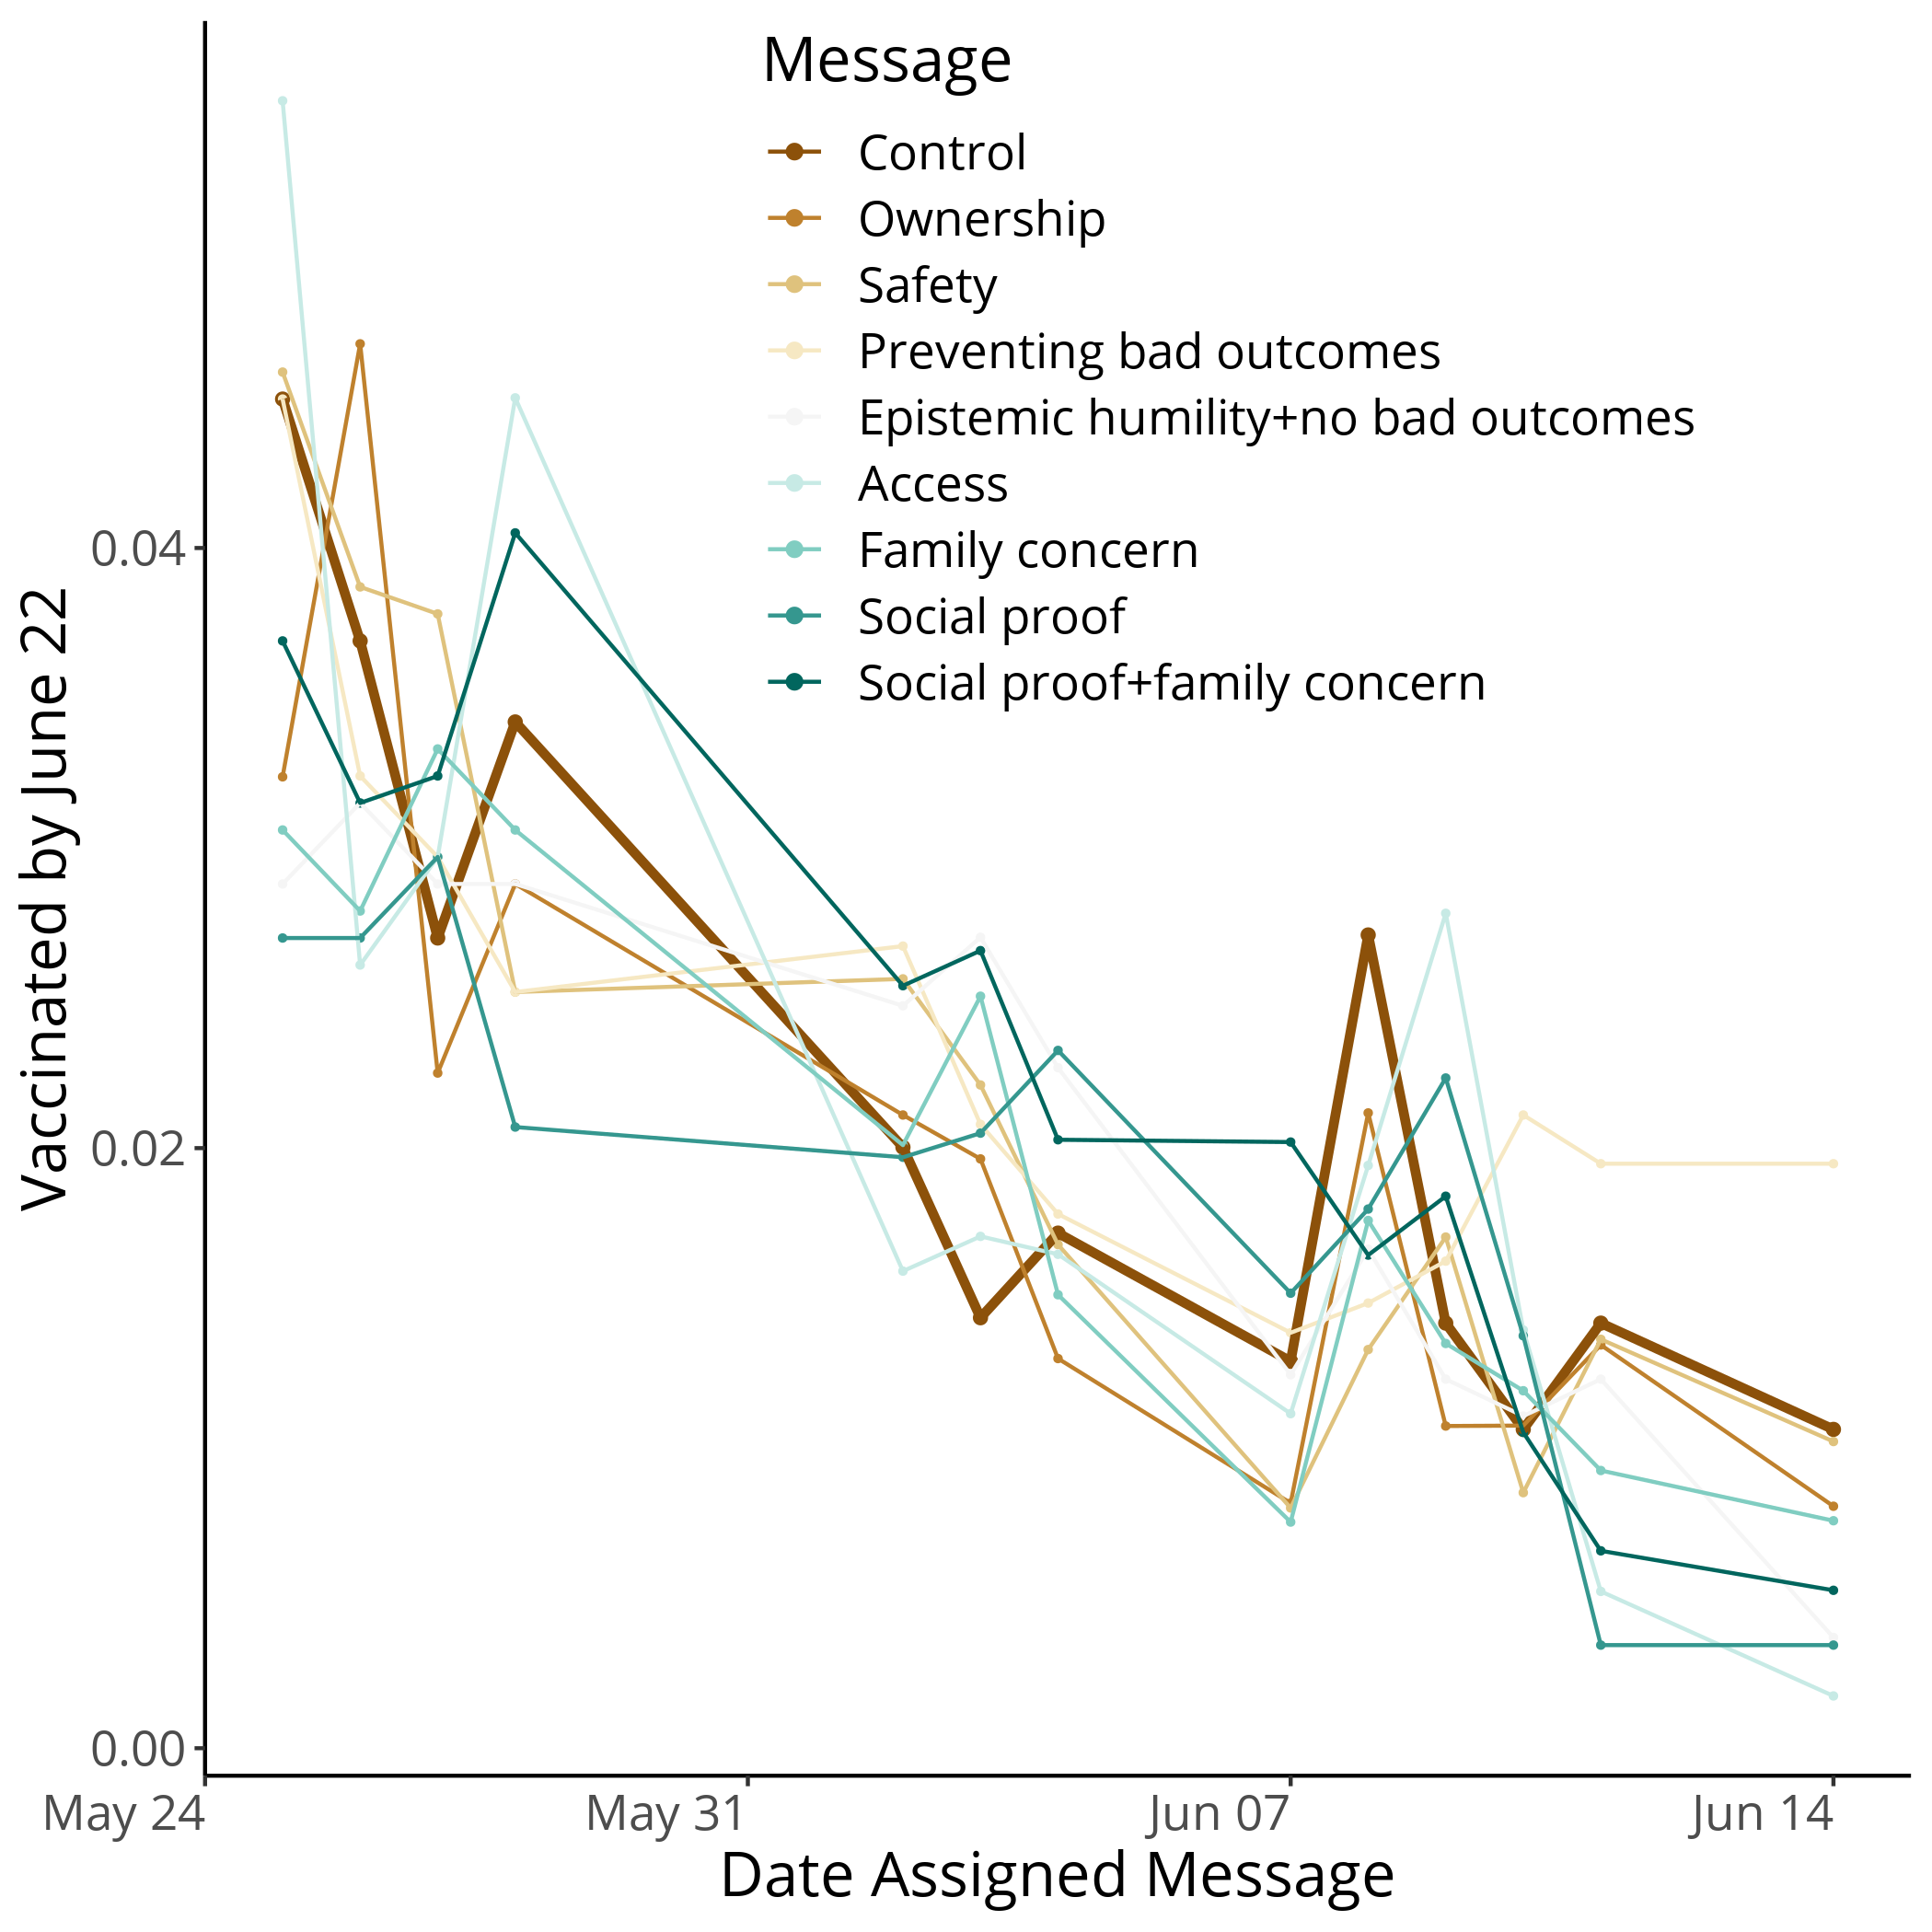 Message
Control
Ownership
Safety
Preventing bad outcomes
Epistemic humility+no bad outcomes
Access
Family concern
Social proof
Social proof+family concern
Vaccinated by June 22
0.04
0.02
0.00
May 24
May 31
Jun 07
Jun 14
Date Assigned Message